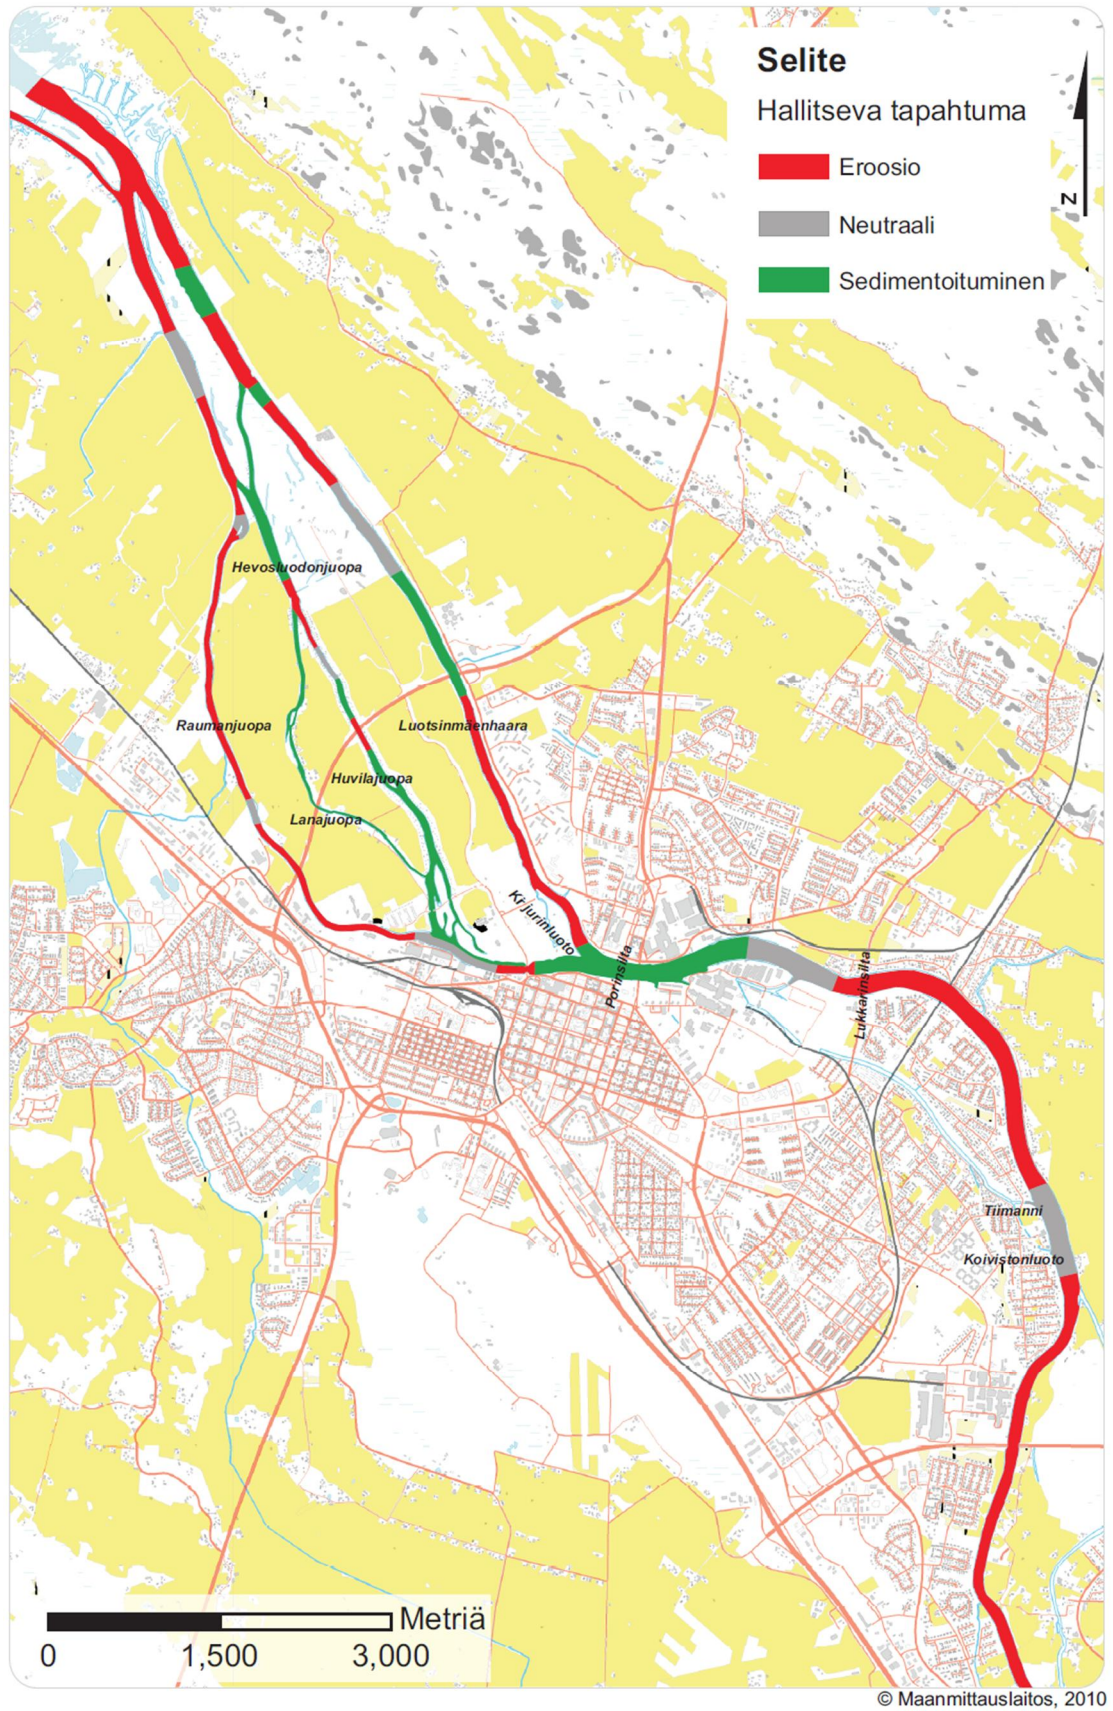 Selite
Hallitseva tapahtuma
Eroosio
Neutraali
Sedimentoituminen
N
Hevosluodonjuopa
Raumanjuopa
Luotsinmäenhaara
Huvilajuopa
Lanajuopa
Kirjurinluoto
Porinsilta
Lukkarinsilta
Tiimanni
Koivistonluoto
Metriä
0 1,500 3,000
© Maanmittauslaitos, 2010